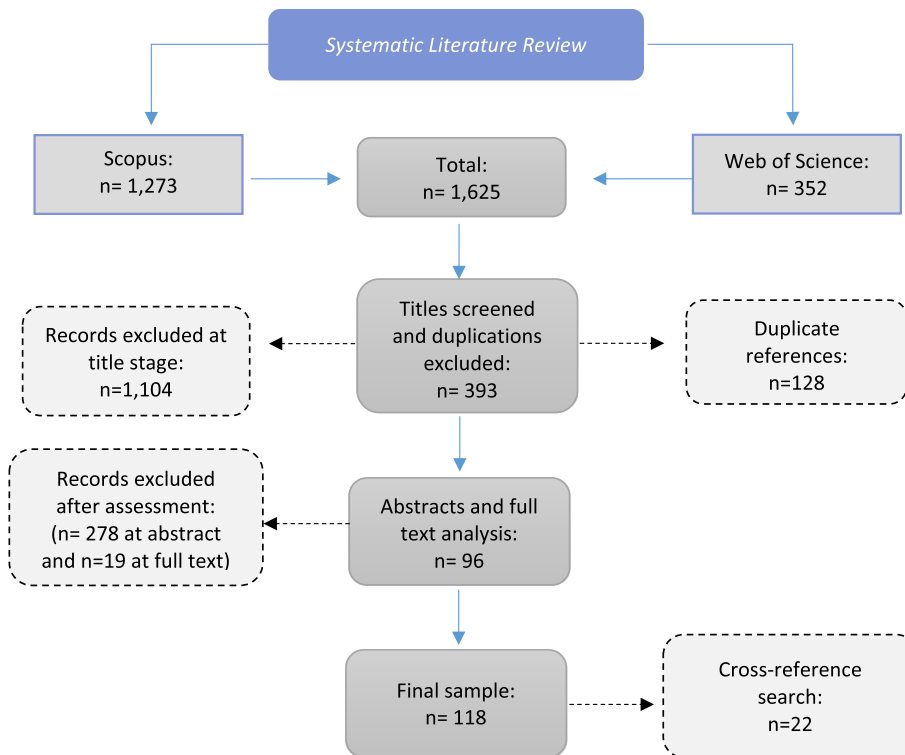 Systematic Literature Review
Scopus:
n= 1,273
Total:
n= 1,625
Web of Science:
n= 352
Records excluded at
title stage:
n=1,104
Titles screened
and duplications
excluded:
n= 393
Duplicate
references:
n=128
Records excluded
after assessment:
(n= 278 at abstract
and n=19 at full text)
Abstracts and full
text analysis:
n= 96
Final sample:
n= 118
Cross-reference
search:
n=22